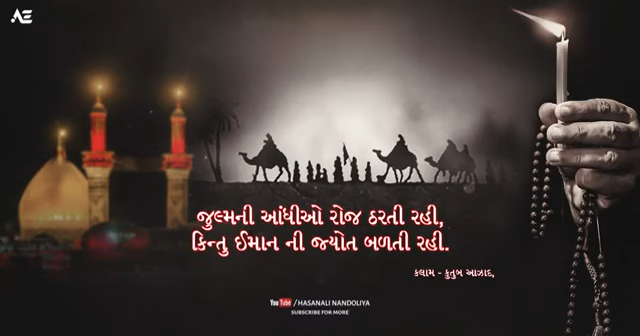 AE
જુલ્મની આંધીઓ રોજ ઠરતી રહી,
કિન્તુ ઈમાન ની જ્યોત બળતી રહી.
કલામ - કુતુબ આઝાદ,
YouTube / HASANALI NANDOLIYA
SUBSCRIBE FOR MORE